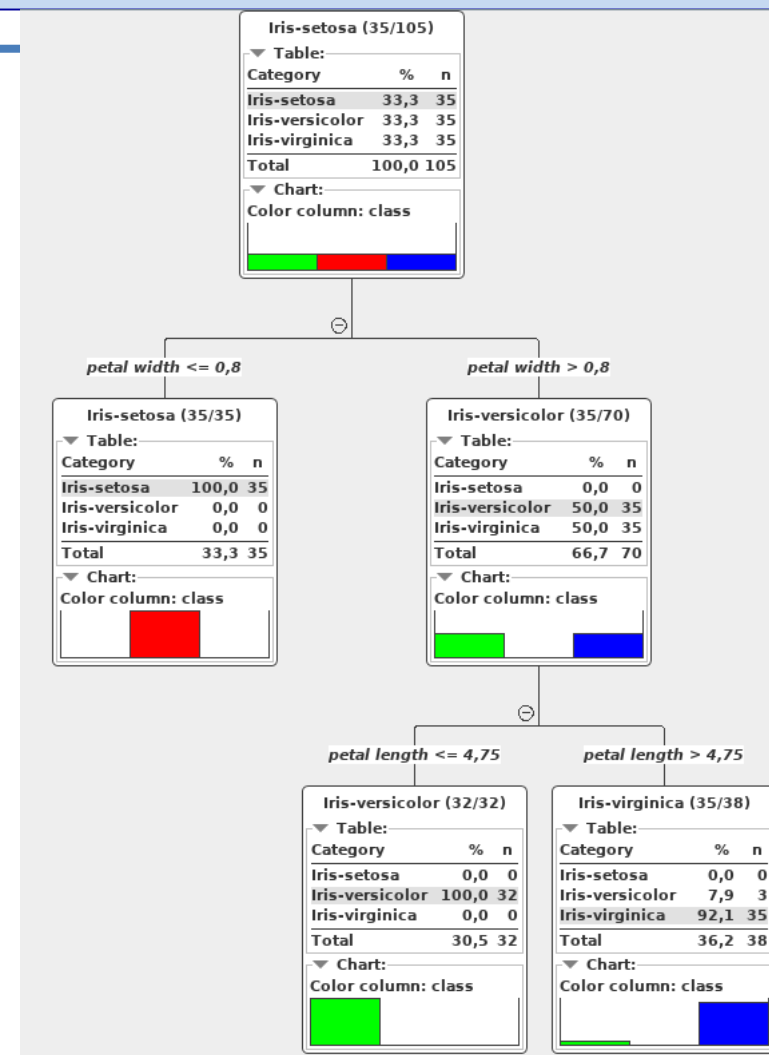 Iris-setosa (35/105)
Table:
Category % n
Iris-setosa 33,3 35
Iris-versicolor 33,3 35
Iris-virginica 33,3 35
Total 100,0 105
Chart:
Color column: class
petal width <= 0,8
petal width > 0,8
Iris-setosa (35/35)
Table:
Category % n
Iris-setosa 100,0 35
Iris-versicolor 0,0 0
Iris-virginica 0,0 0
Total 33,3 35
Chart:
Color column: class
Iris-versicolor (35/70)
Table:
Category % n
Iris-setosa 0,0 0
Iris-versicolor 50,0 35
Iris-virginica 50,0 35
Total 66,7 70
Chart:
Color column: class
petal length <= 4,75
petal length > 4,75
Iris-versicolor (32/32)
Table:
Category % n
Iris-setosa 0,0 0
Iris-versicolor 100,0 32
Iris-virginica 0,0 0
Total 30,5 32
Chart:
Color column: class
Iris-virginica (35/38)
Table:
Category % n
Iris-setosa 0,0 0
Iris-versicolor 7,9 3
Iris-virginica 92,1 35
Total 36,2 38
Chart:
Color column: class